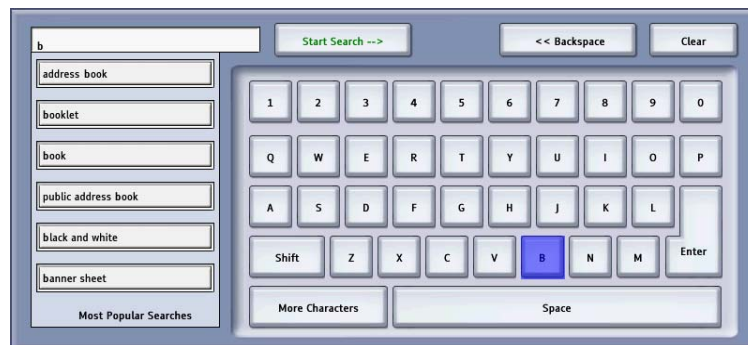 b
Start Search -->
<< Backspace
Clear
address book
booklet
book
public address book
black and white
banner sheet
Most Popular Searches
1 2 3 4 5 6 7 8 9 0
Q W E R T Y U I O P
A S D F G H J K L
Shift Z X C V B N M Enter
More Characters Space